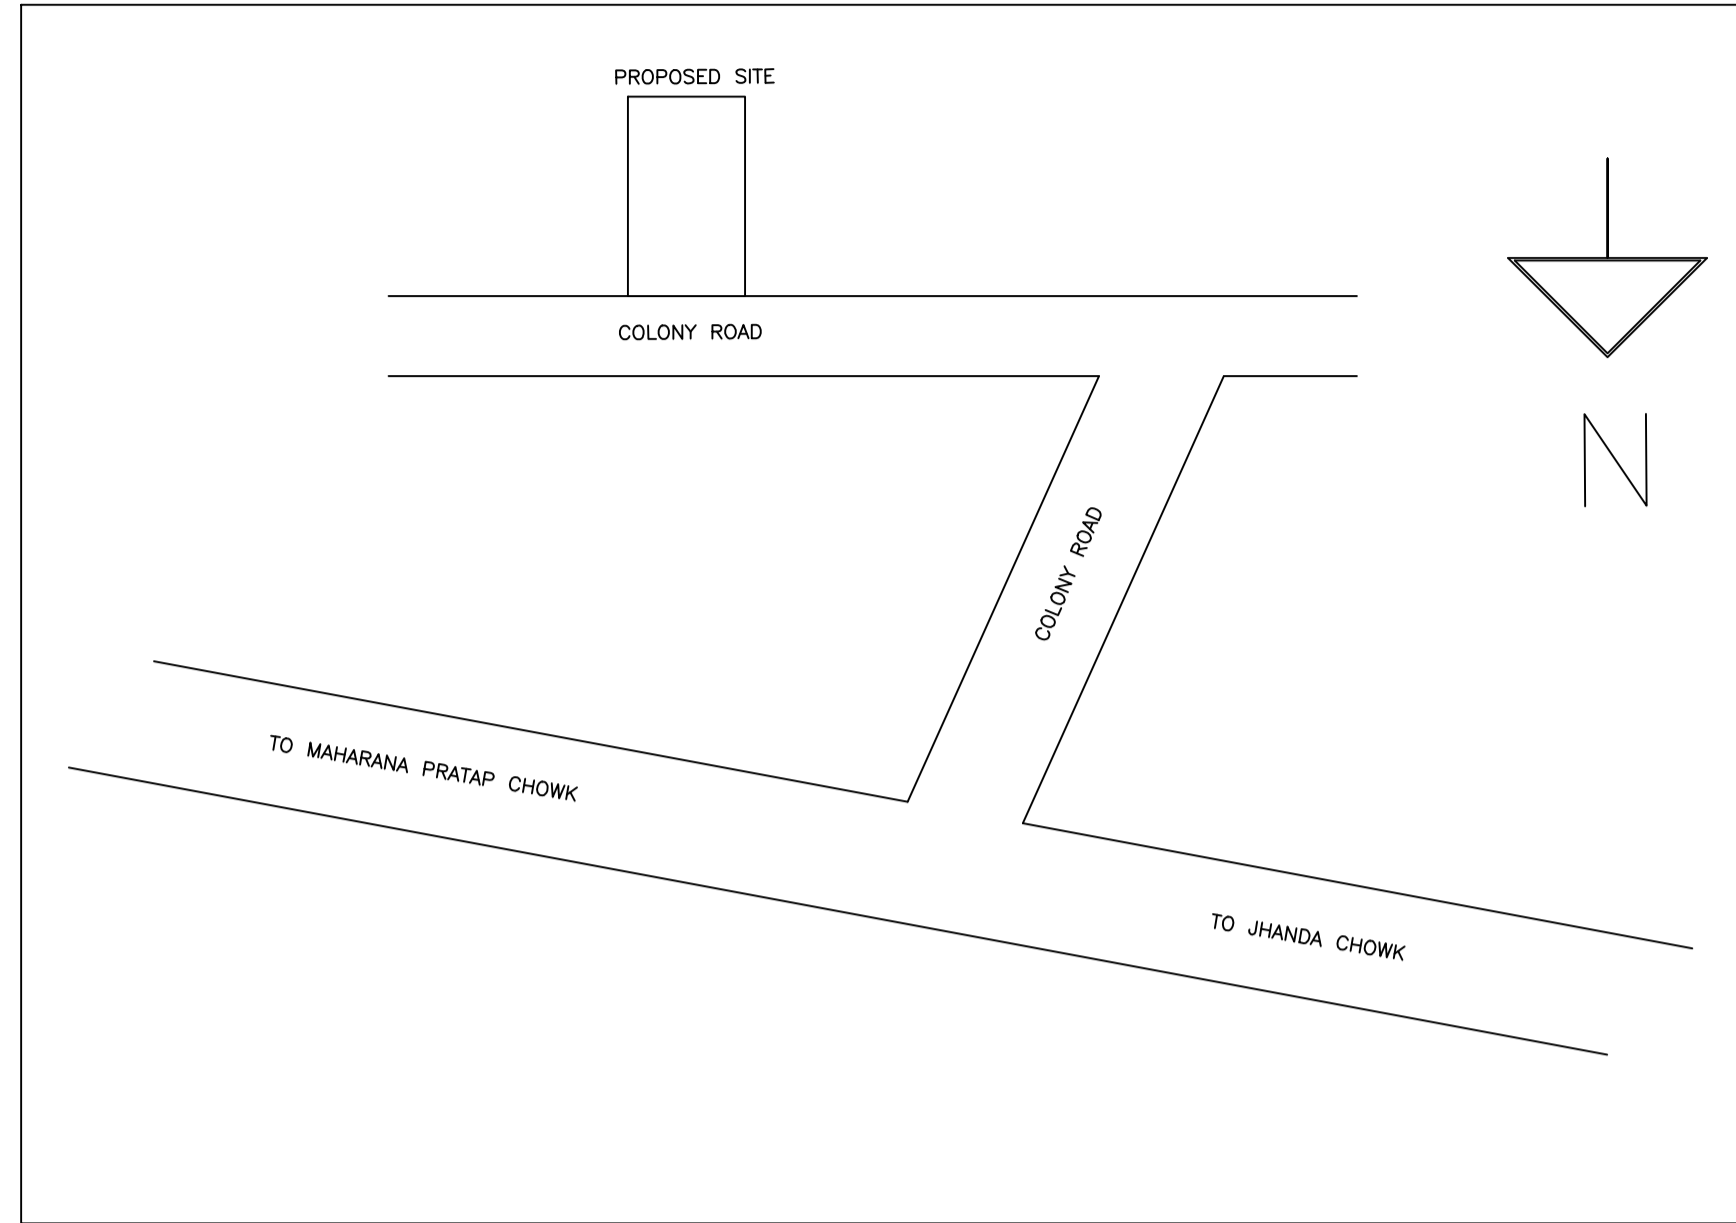 PROPOSED SITE
COLONY ROAD
N
COLONY ROAD
TO MAHARANA PRATAP CHOWK
TO JHANDA CHOWK